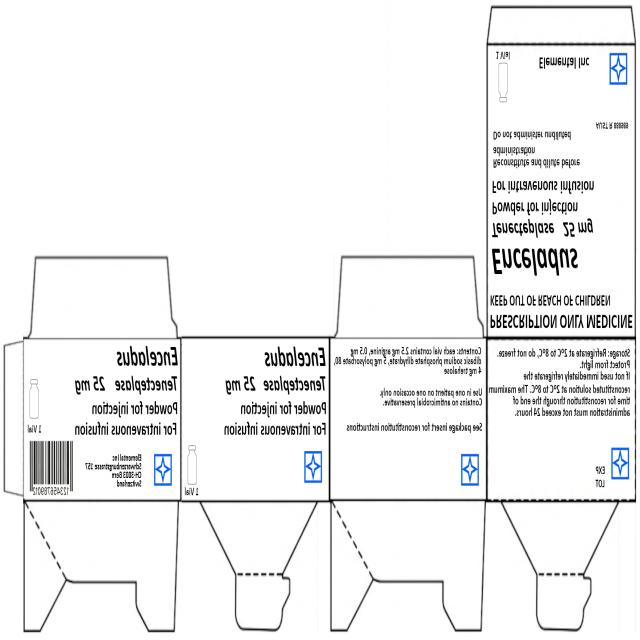 PRESCRIPTION ONLY MEDICINE
KEEP OUT OF REACH OF CHILDREN
Enceladus
Tenecteplase 25 mg
Powder for injection
For intravenous infusion
Reconstitute and dilute before
administration
Do not administer undiluted
AUST R
Elemental Inc
1 Vial
Storage: Refrigerate at 2°C to 8°C, do not freeze.
Protect from light.
If not used immediately refrigerate the
reconstituted solution at 2°C to 8°C. The maximum
time for reconstitution through the end of
administration must not exceed 24 hours.
EXP
LOT
Contents: each vial contains 2.5 mg arginine, 0.5 mg
dibasic sodium phosphate dihydrate, 5 mg polysorbate 80,
4 mg trehalose
Use in one patient on one occasion only.
Contains no antimicrobial preservative.
See package insert for reconstitution instructions
Enceladus
Tenecteplase 25 mg
Powder for injection
For intravenous infusion
1 Vial
Enceladus
Tenecteplase 25 mg
Powder for injection
For intravenous infusion
1 Vial
Elemental Inc
CH-3003 Bern
Switzerland